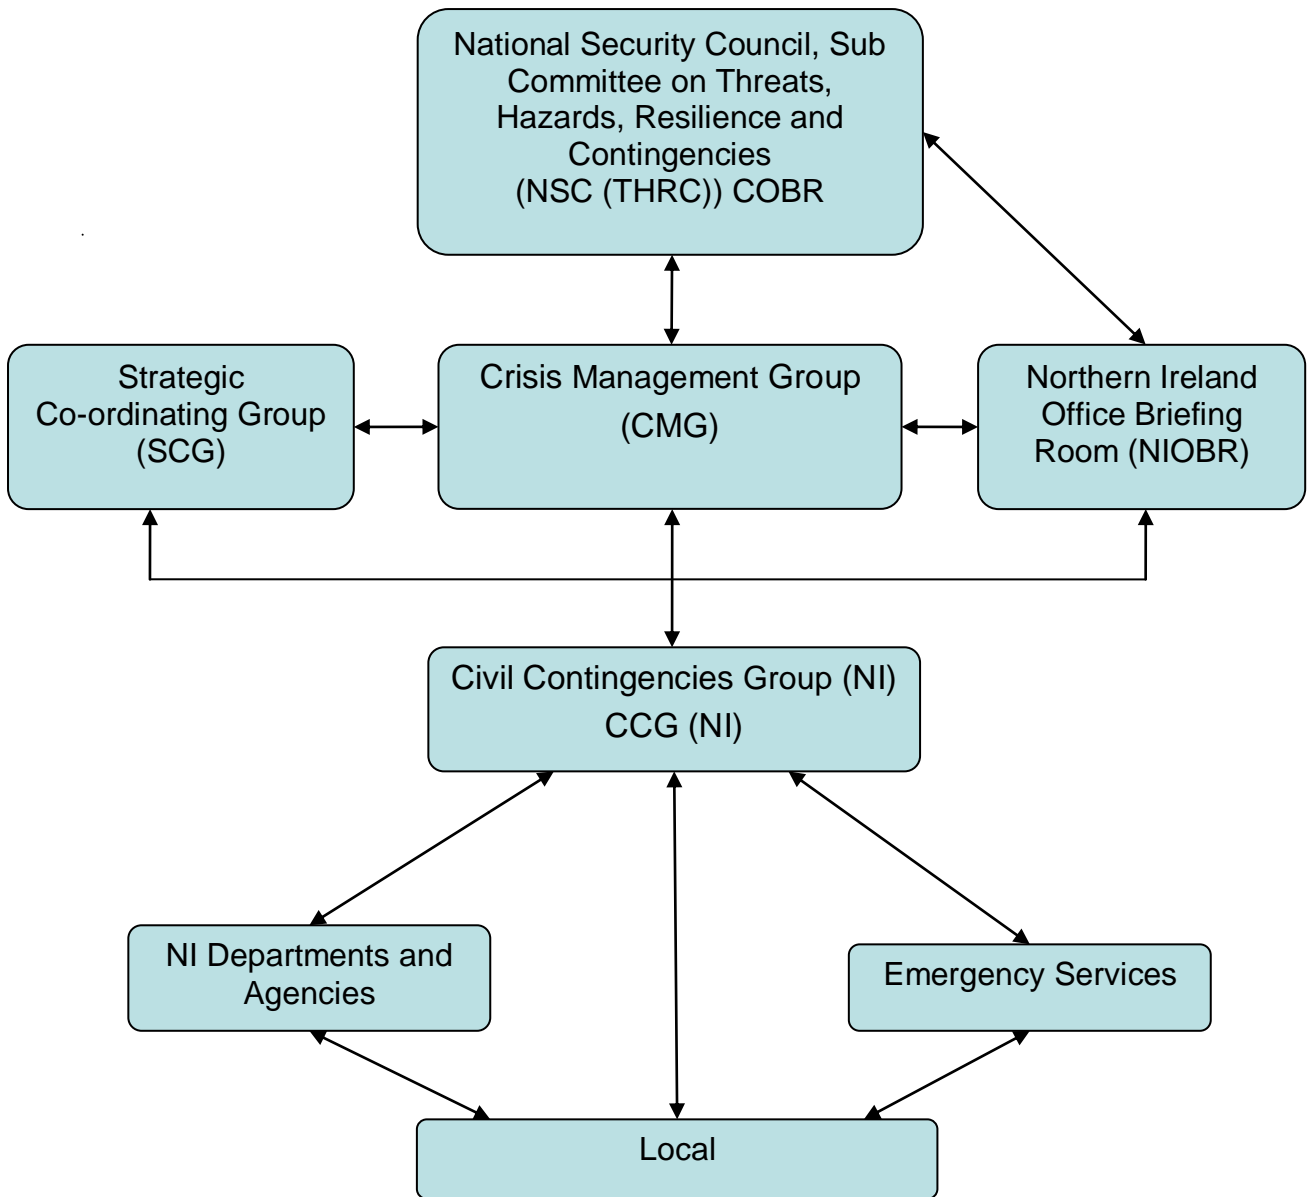 National Security Council, Sub
Committee on Threats,
Hazards, Resilience and
Contingencies
(NSC (THRC)) COBR
Strategic
Co-ordinating Group
(SCG)
Crisis Management Group
(CMG)
Northern Ireland
Office Briefing
Room (NIOBR)
Civil Contingencies Group (NI)
CCG (NI)
NI Departments and
Agencies
Emergency Services
Local